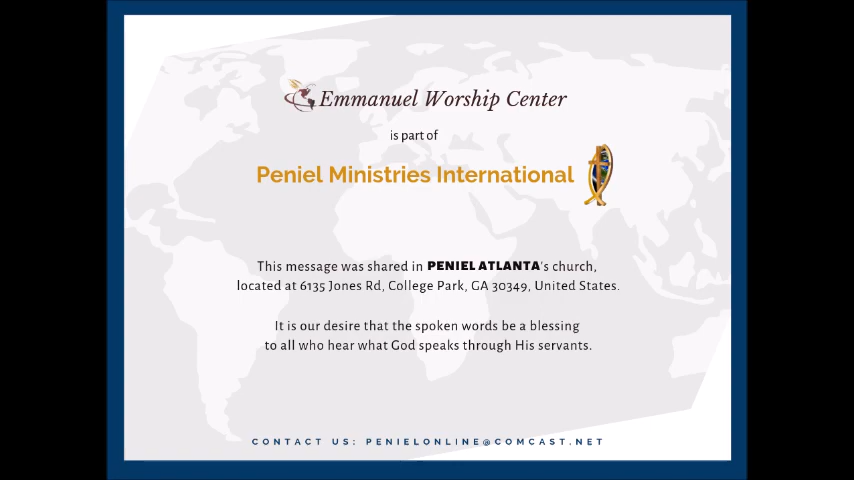 Emmanuel Worship Center
is part of
Peniel Ministries International
This message was shared in PENIEL ATLANTA's church,
located at 6135 Jones Rd, College Park, GA 30349, United States.
It is our desire that the spoken words be a blessing
to all who hear what God speaks through His servants.
CONTACT US: PENIELONLINE@COMCAST.NET